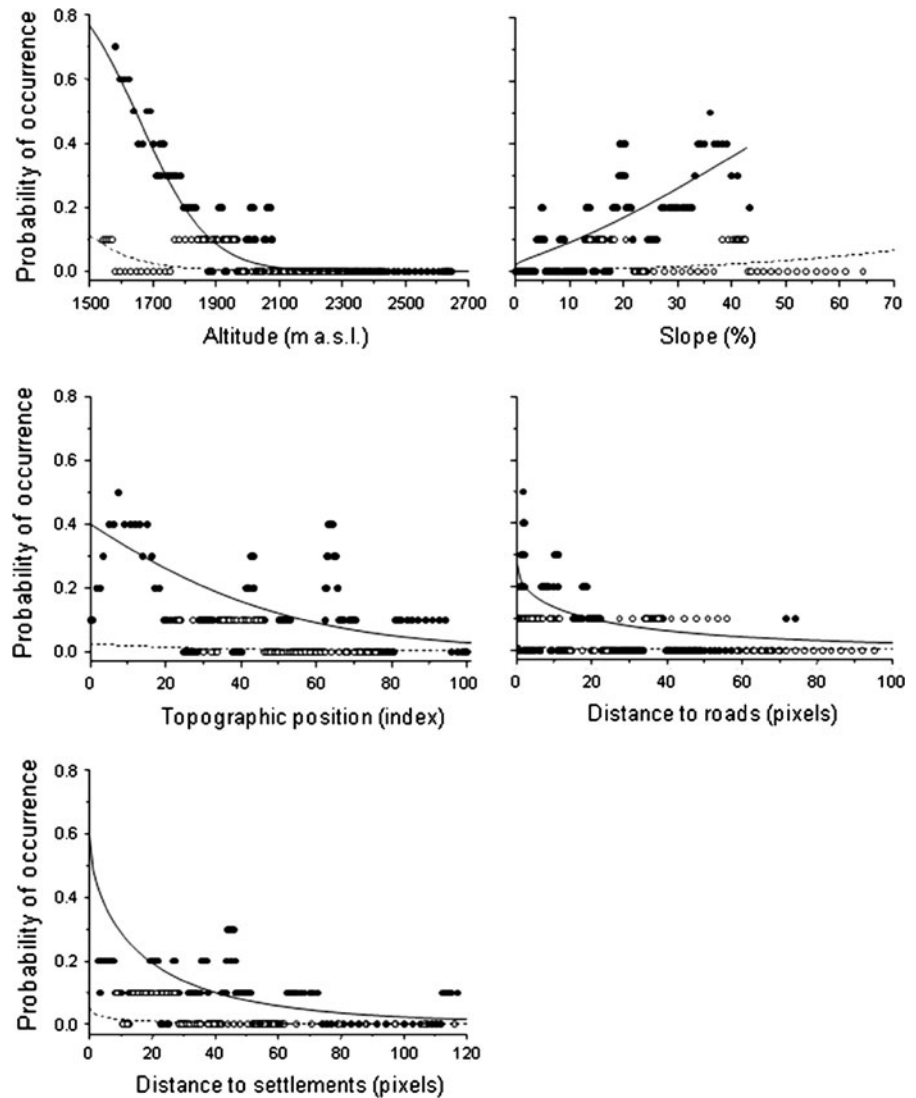 Probability of occurrence
0.8
0.6
0.4
0.2
0.0
1500 1700 1900 2100 2300 2500 2700
Altitude (m a.s.l.)
0 10 20 30 40 50 60 70
Slope (%)
Probability of occurrence
0.8
0.6
0.4
0.2
0.0
0 20 40 60 80 100
Topographic position (index)
0 20 40 60 80 100
Distance to roads (pixels)
Probability of occurrence
0.8
0.6
0.4
0.2
0.0
0 20 40 60 80 100 120
Distance to settlements (pixels)